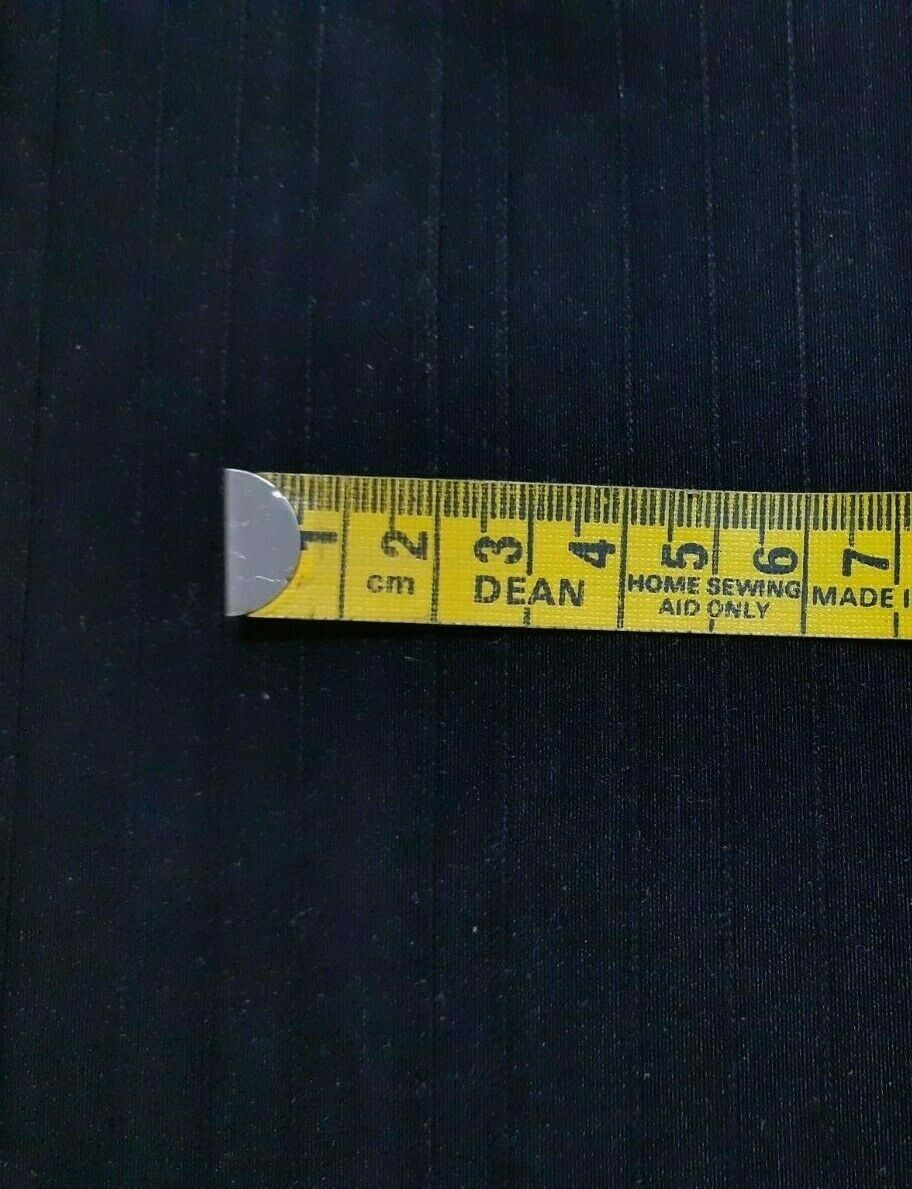 1 2 3 4 5 6 7
cm DEAN HOME SEWING MADE
AID ONLY